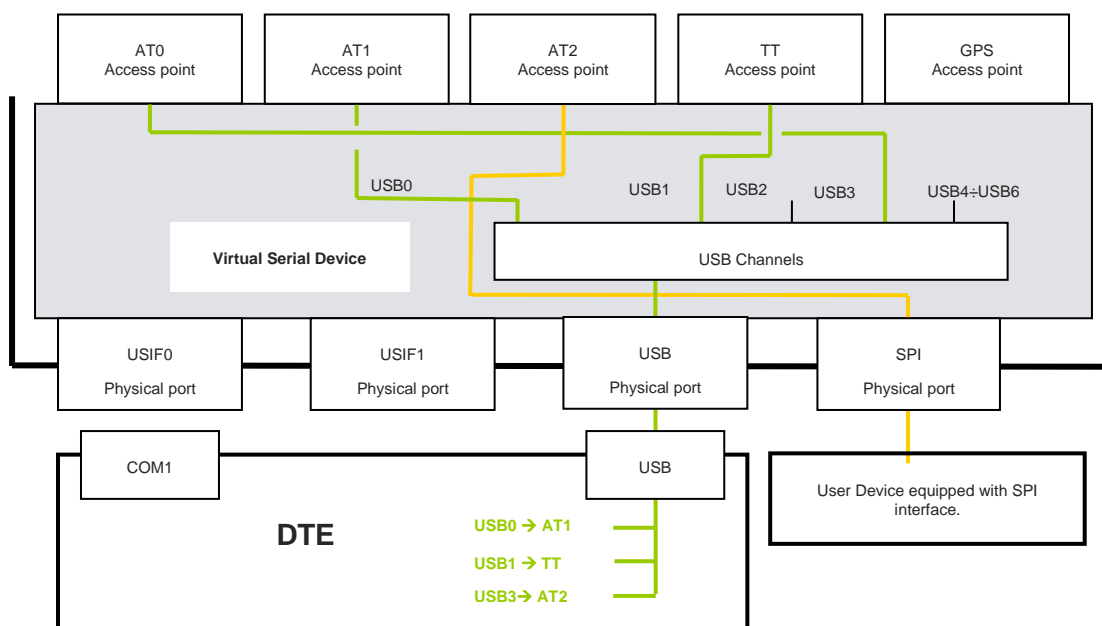 AT0
Access point
AT1
Access point
AT2
Access point
TT
Access point
GPS
Access point
USB0
USB1
USB2
USB3
USB4÷USB6
Virtual Serial Device
USB Channels
USIF0
Physical port
USIF1
Physical port
USB
Physical port
SPI
Physical port
COM1
USB
User Device equipped with SPI
interface.
DTE
USB0 → AT1
USB1 → TT
USB3→ AT2